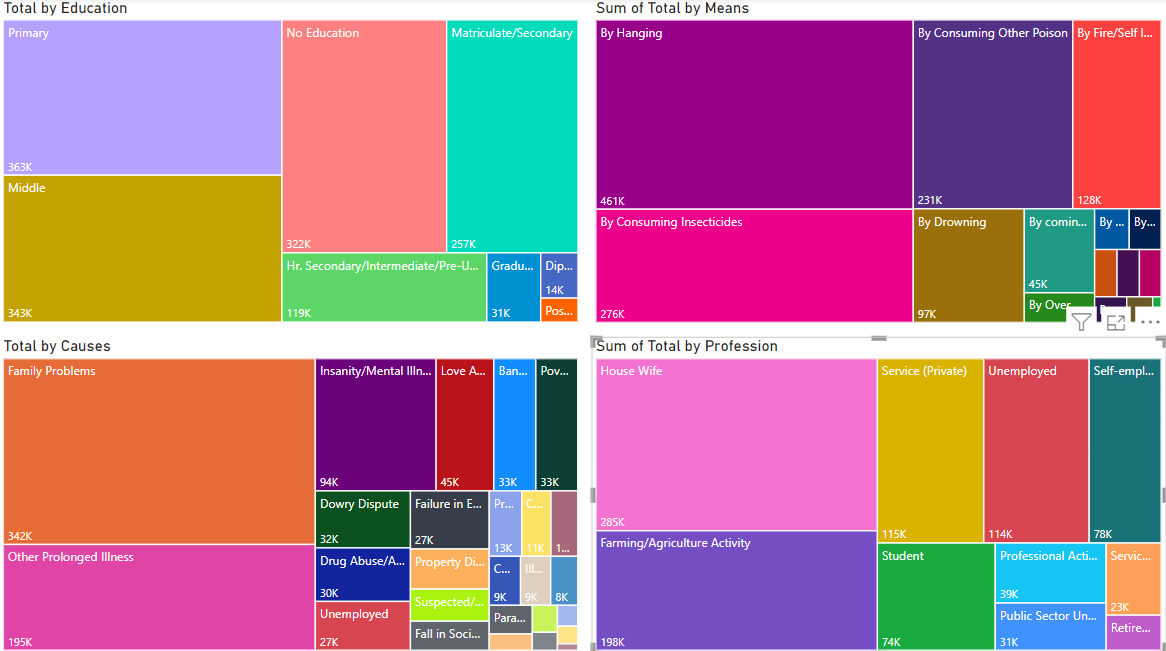 Total by Education
Primary
363K
Middle
343K
No Education
322K
Matriculate/Secondary
257K
Hr. Secondary/Intermediate/Pre-U...
119K
Gradu...
31K
Dip...
14K
Pos...
Sum of Total by Means
By Hanging
461K
By Consuming Insecticides
276K
By Consuming Other Poison
231K
By Fire/Self I...
128K
By Drowning
97K
By comin...
45K
By Over
By ...
By...
Total by Causes
Family Problems
342K
Other Prolonged Illness
195K
Insanity/Mental Illn...
94K
Love A...
45K
Ban...
33K
Pov...
33K
Dowry Dispute
32K
Drug Abuse/A...
30K
Unemployed
27K
Failure in E...
27K
Property Di...
Suspected/...
Fall in Soci...
Pr...
13K
C...
11K
1...
C...
9K
Ill...
9K
8K
Para...
Sum of Total by Profession
House Wife
285K
Farming/Agriculture Activity
198K
Service (Private)
115K
Unemployed
114K
Self-empl...
78K
Student
74K
Professional Acti...
39K
Public Sector Un...
31K
Servic...
23K
Retire...